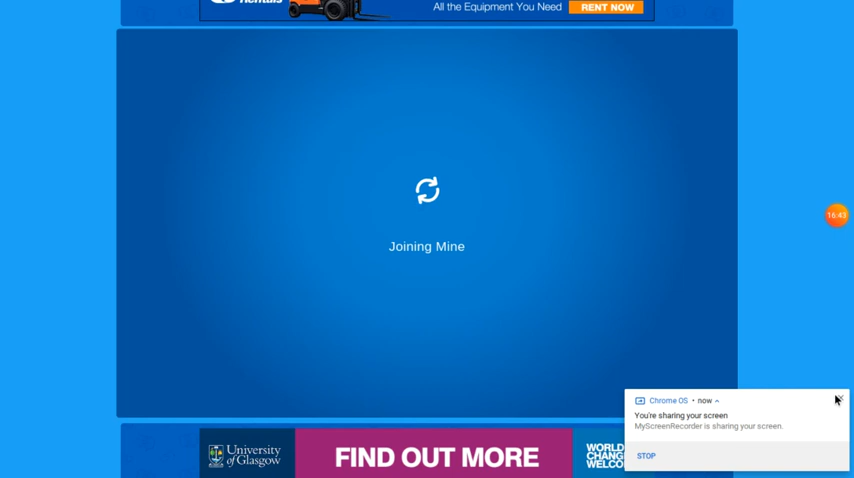 Rentals
All the Equipment You Need
RENT NOW
Joining Mine
16:43
Chrome OS • now
You're sharing your screen
MyScreenRecorder is sharing your screen.
STOP
University
of Glasgow
FIND OUT MORE
WORLD
CHANG
WELCO